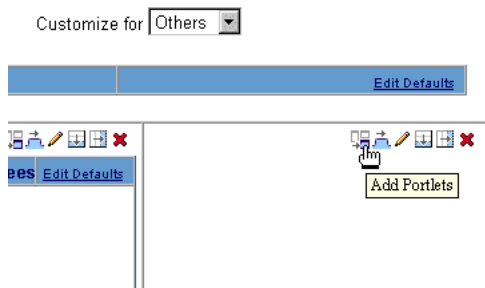 Customize for Others
Edit Defaults
ees Edit Defaults
Add Portlets